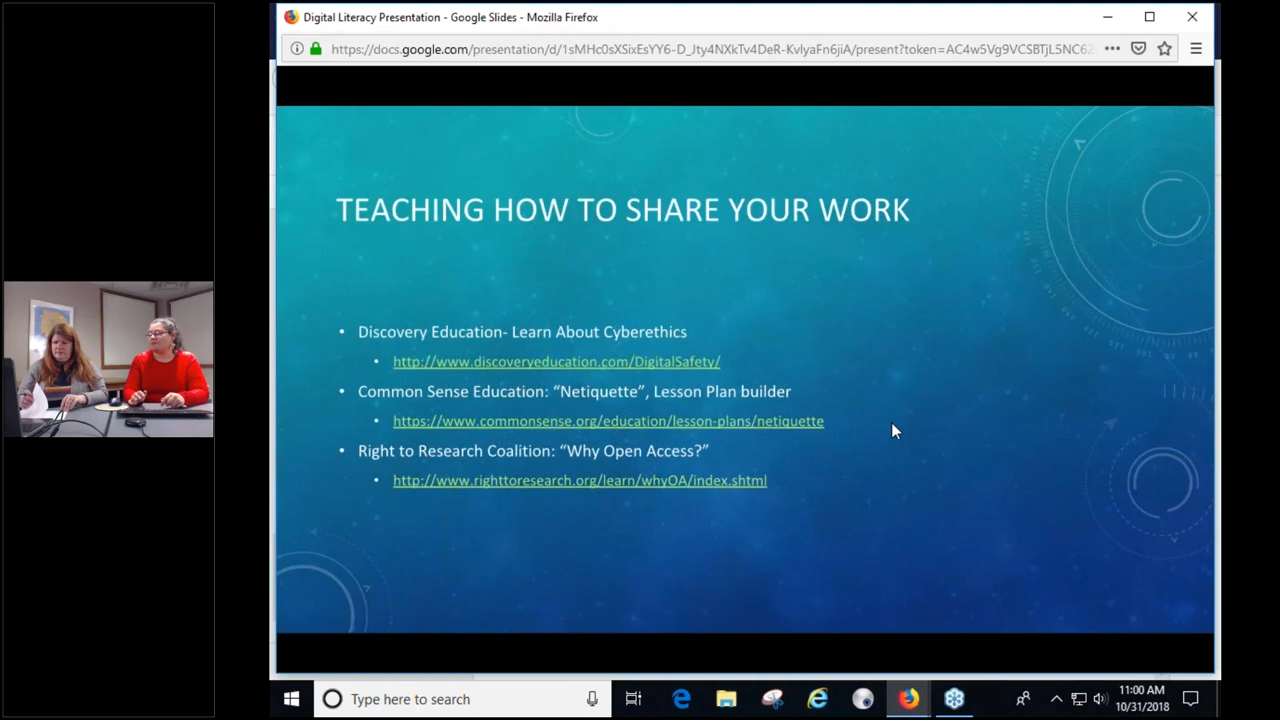 Digital Literacy Presentation - Google Slides - Mozilla Firefox
https://docs.google.com/presentation/d/1sMHc0sXSixEsYY6-D_Jty4NXkTv4DeR-KvIyaFn6jiA/present?token=AC4w5Vg9VCSBTjL5NC62
TEACHING HOW TO SHARE YOUR WORK
• Discovery Education- Learn About Cyberethics
• http://www.discoveryeducation.com/DigitalSafety/
• Common Sense Education: “Netiquette”, Lesson Plan builder
• https://www.commonsense.org/education/lesson-plans/netiquette
• Right to Research Coalition: “Why Open Access?”
• http://www.righttoresearch.org/learn/whyOA/index.shtml
Type here to search
11:00 AM
10/31/2018